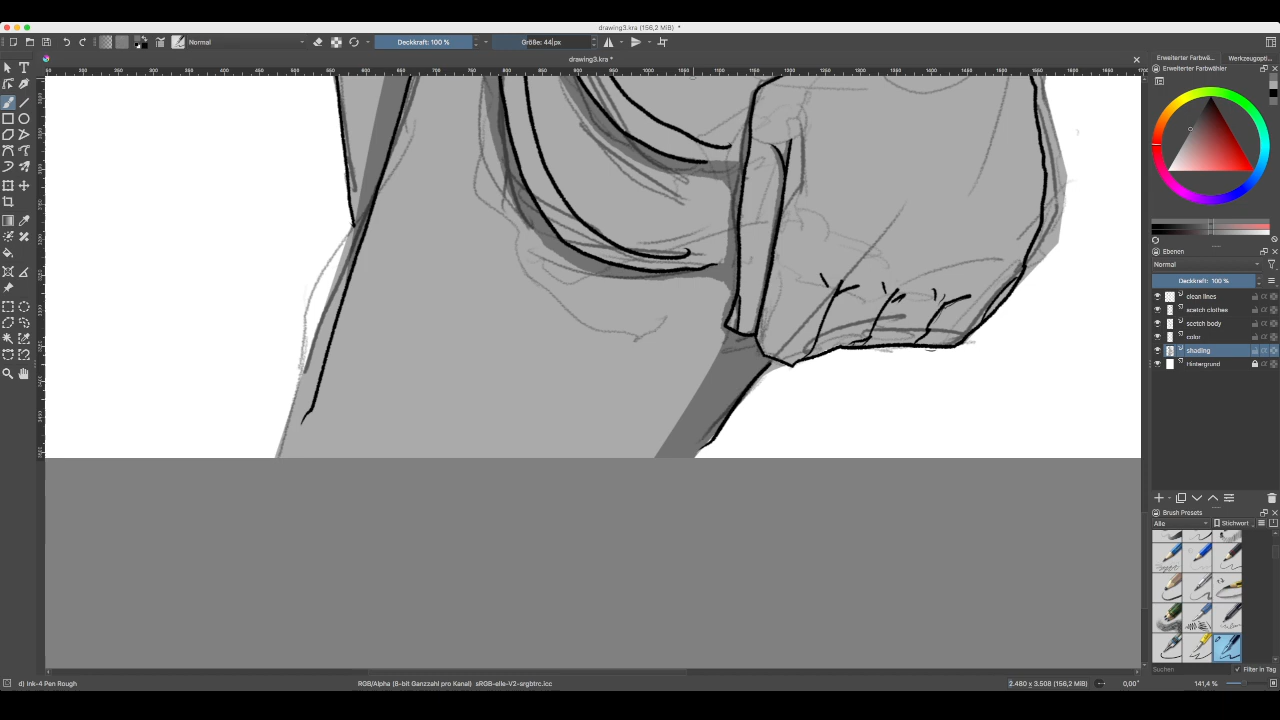 drawing3.kra (156,2 MiB) *
Normal
Deckkraft: 100 %
Größe: 44 px
drawing3.kra *
Erweiterter Farbwä...
Werkzeugopti...
Erweiterter Farbwähler
Ebenen
Normal
Deckkraft: 100 %
clean lines
scetch clothes
scetch body
color
shading
Hintergrund
Brush Presets
Alle
Stichwort
Suchen
Filter in Tag
d) Ink-4 Pen Rough
RGB/Alpha (8-bit Ganzzahl pro Kanal) sRGB-elle-V2-srgbtrc.icc
2.480 x 3.508 (156,2 MiB)
0,00°
141,4 %